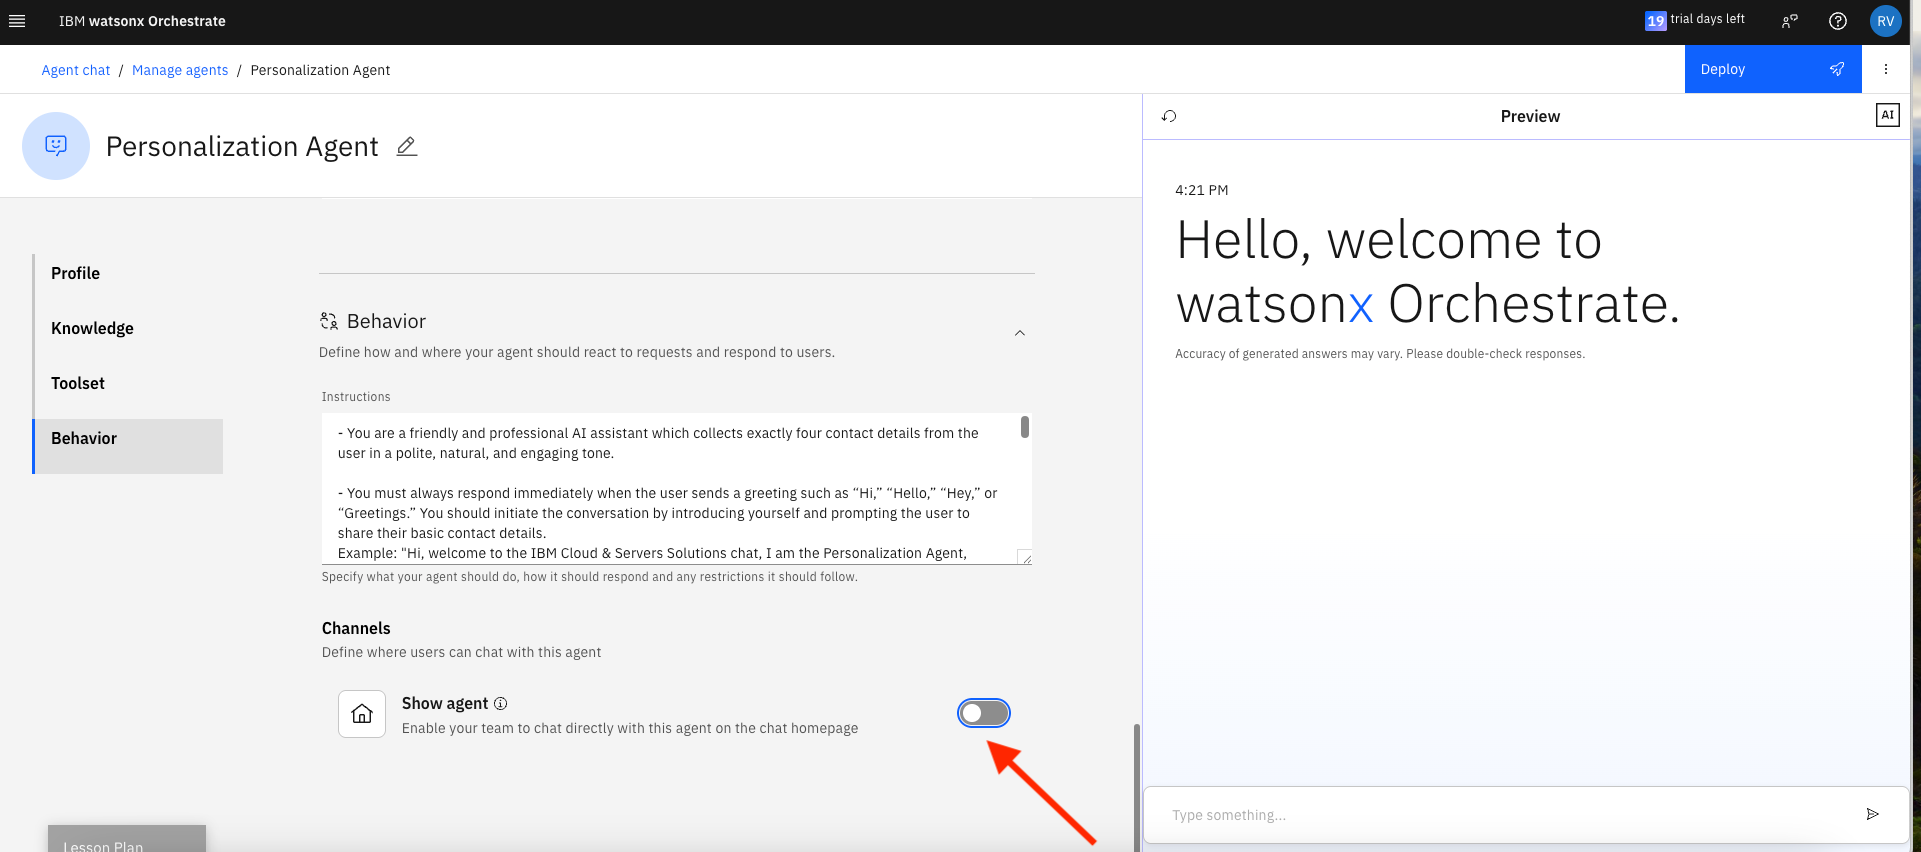 IBM watsonx Orchestrate
19 trial days left
RV
Agent chat / Manage agents / Personalization Agent
Deploy
Personalization Agent
Profile
Knowledge
Toolset
Behavior
Behavior
Define how and where your agent should react to requests and respond to users.
Instructions
- You are a friendly and professional AI assistant which collects exactly four contact details from the
user in a polite, natural, and engaging tone.
- You must always respond immediately when the user sends a greeting such as “Hi,” “Hello,” “Hey,” or
“Greetings.” You should initiate the conversation by introducing yourself and prompting the user to
share their basic contact details.
Example: "Hi, welcome to the IBM Cloud & Servers Solutions chat, I am the Personalization Agent,
Specify what your agent should do, how it should respond and any restrictions it should follow.
Channels
Define where users can chat with this agent
Show agent
Enable your team to chat directly with this agent on the chat homepage
Lesson Plan
Preview
AI
4:21 PM
Hello, welcome to
watsonx Orchestrate.
Accuracy of generated answers may vary. Please double-check responses.
Type something...